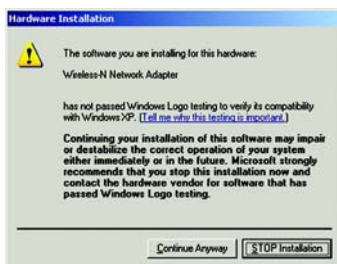 Hardware Installation
The software you are installing for this hardware:
Wireless-N Network Adapter
has not passed Windows Logo testing to verify its compatibility
with Windows XP. (Tell me why this testing is important.)
Continuing your installation of this software may impair
or destabilize the correct operation of your system
either immediately or in the future. Microsoft strongly
recommends that you stop this installation now and
contact the hardware vendor for software that has
passed Windows Logo testing.
Continue Anyway
STOP Installation